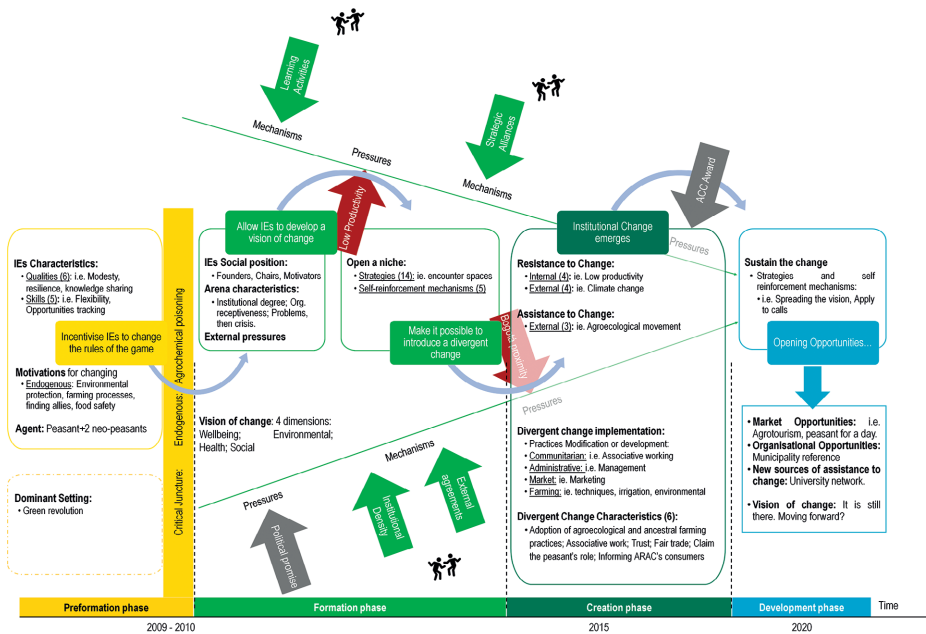 Learning
Activities
Mechanisms
Pressures
Strategic
Alliances
Mechanisms
ACC Award
Pressures
Low Productivity
Allow IEs to develop a
vision of change
Institutional Change
emerges
IEs Characteristics:
• Qualities (6): i.e. Modesty,
resilience, knowledge sharing
• Skills (5): i.e. Flexibility,
Opportunities tracking
Incentivise IEs to change
the rules of the game
Motivations for changing
• Endogenous: Environmental
protection, farming processes,
finding allies, food safety
Agent: Peasant+2 neo-peasants
Dominant Setting:
• Green revolution
Critical Juncture: Endogenous: Agrochemical poisoning
IEs Social position:
• Founders, Chairs, Motivators
Arena characteristics:
• Institutional degree; Org.
receptiveness; Problems,
then crisis.
External pressures
Vision of change: 4 dimensions:
Wellbeing; Environmental;
Health; Social
Open a niche:
• Strategies (14): ie. encounter spaces
• Self-reinforcement mechanisms (5)
Make it possible to
introduce a divergent
change
Pressures
Mechanisms
Pressures
Political promise
Institutional
Density
External
agreements
Resistance to Change:
• Internal (4): ie. Low productivity
• External (4): ie. Climate change
Assistance to Change:
• External (3): ie. Agroecological movement
Divergent change implementation:
• Practices Modification or development:
• Communitarian: i.e. Associative working
• Administrative: i.e. Management
• Market: ie. Marketing
• Farming: ie. techniques, irrigation, environmental
Divergent Change Characteristics (6):
• Adoption of agroecological and ancestral farming
practices; Associative work; Trust; Fair trade; Claim
the peasant's role; Informing ARAC's consumers
Sustain the change
• Strategies and self
reinforcement mechanisms:
• i.e. Spreading the vision, Apply
to calls
Opening Opportunities…
• Market Opportunities: i.e.
Agrotourism, peasant for a day.
• Organisational Opportunities:
Municipality reference
• New sources of assistance to
change: University network.
• Vision of change: It is still
there. Moving forward?
Preformation phase
Formation phase
Creation phase
Development phase
Time
2009 - 2010
2015
2020